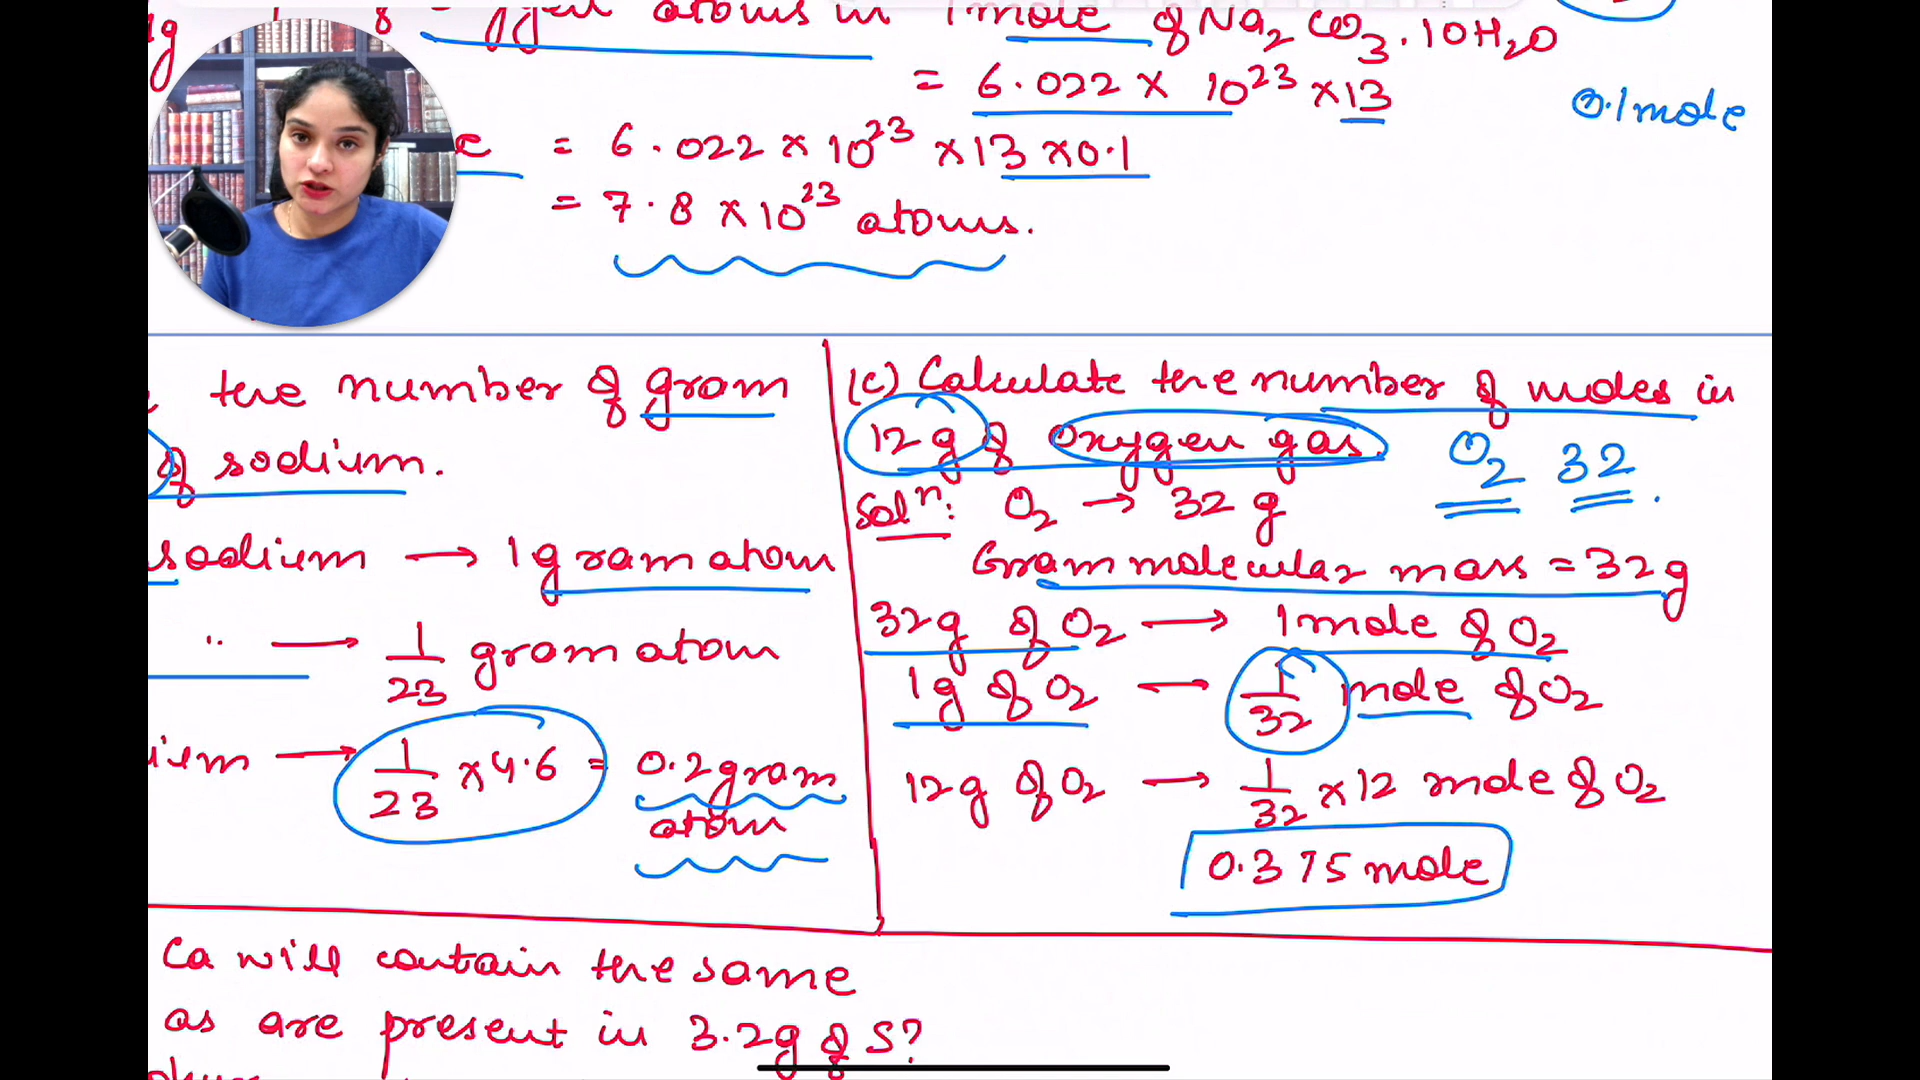 atoms in 1 mole of Na2CO3.10H2O
= 6.022 × 10^23 ×13
0.1 mole
= 6.022 × 10^23 ×13 ×0.1
= 7.8 ×10^23 atoms.
the number of gram
of sodium.
sodium → 1 gram atom
" → 1/23 gram atom
→ 1/23 ×4.6 = 0.2 gram
atom
(c) Calculate the number of moles in
12 g of oxygen gas.
O2 32.
Solⁿ: O2 → 32 g
Gram molecular mass = 32 g
32g of O2 → 1 mole of O2
1g of O2 → 1/32 mole of O2
12g of O2 → 1/32 ×12 mole of O2
0.375 mole
Ca will contain the same
as are present in 3.2g of S?